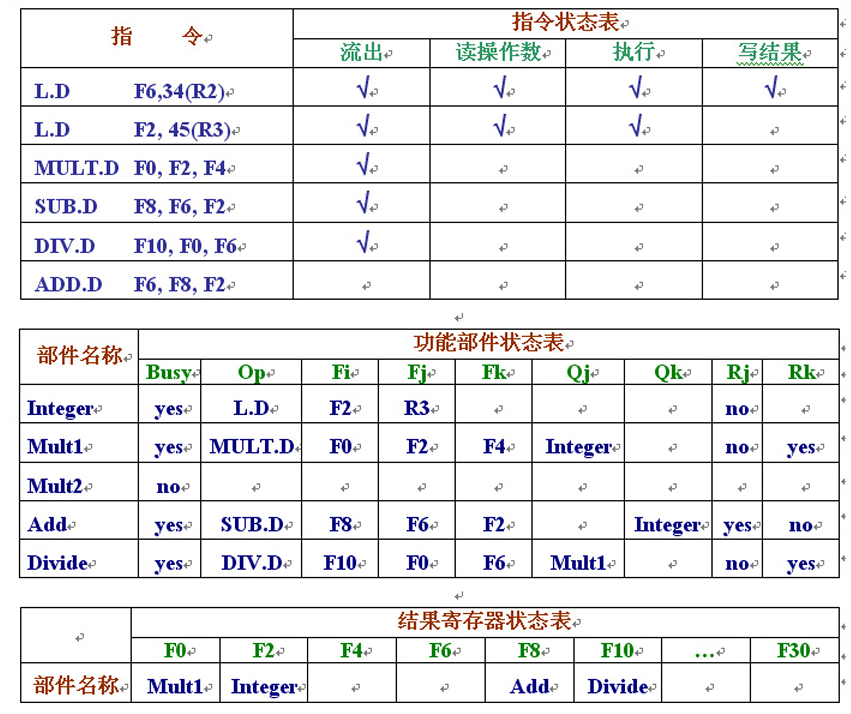 指 令 指令状态表
流出 读操作数 执行 写结果
L.D F6,34(R2) √ √ √ √
L.D F2, 45(R3) √ √ √
MULT.D F0, F2, F4 √
SUB.D F8, F6, F2 √
DIV.D F10, F0, F6 √
ADD.D F6, F8, F2
部件名称 功能部件状态表
Busy Op Fi Fj Fk Qj Qk Rj Rk
Integer yes L.D F2 R3 no
Mult1 yes MULT.D F0 F2 F4 Integer no yes
Mult2 no
Add yes SUB.D F8 F6 F2 Integer yes no
Divide yes DIV.D F10 F0 F6 Mult1 no yes
结果寄存器状态表
F0 F2 F4 F6 F8 F10 … F30
部件名称 Mult1 Integer Add Divide